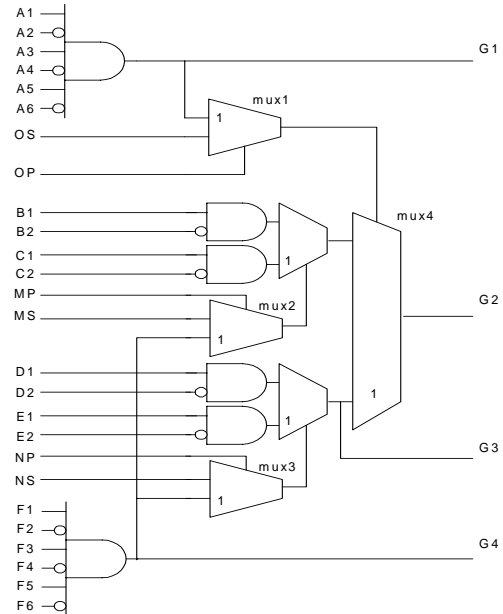 A1
G1
A2
A3
A4
A5
A6
mux1
1
OS
OP
B1
mux4
B2
C1
1
C2
MP
mux2
G2
MS
1
D1
D2
1
E1
1
E2
G3
NP
mux3
NS
1
F1
F2
F3
G4
F4
F5
F6